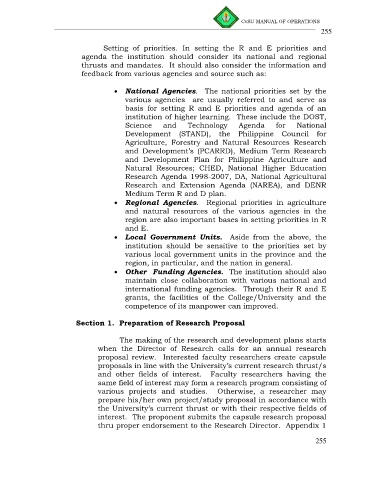 CvSU MANUAL OF OPERATIONS
255
Setting of priorities. In setting the R and E priorities and
agenda the institution should consider its national and regional
thrusts and mandates. It should also consider the information and
feedback from various agencies and source such as:
• National Agencies. The national priorities set by the
various agencies are usually referred to and serve as
basis for setting R and E priorities and agenda of an
institution of higher learning. These include the DOST,
Science and Technology Agenda for National
Development (STAND), the Philippine Council for
Agriculture, Forestry and Natural Resources Research
and Development's (PCARRD), Medium Term Research
and Development Plan for Philippine Agriculture and
Natural Resources; CHED, National Higher Education
Research Agenda 1998-2007, DA, National Agricultural
Research and Extension Agenda (NAREA), and DENR
Medium Term R and D plan.
• Regional Agencies. Regional priorities in agriculture
and natural resources of the various agencies in the
region are also important bases in setting priorities in R
and E.
• Local Government Units. Aside from the above, the
institution should be sensitive to the priorities set by
various local government units in the province and the
region, in particular, and the nation in general.
• Other Funding Agencies. The institution should also
maintain close collaboration with various national and
international funding agencies. Through their R and E
grants, the facilities of the College/University and the
competence of its manpower can improved.
Section 1. Preparation of Research Proposal
The making of the research and development plans starts
when the Director of Research calls for an annual research
proposal review. Interested faculty researchers create capsule
proposals in line with the University's current research thrust/s
and other fields of interest. Faculty researchers having the
same field of interest may form a research program consisting of
various projects and studies. Otherwise, a researcher may
prepare his/her own project/study proposal in accordance with
the University's current thrust or with their respective fields of
interest. The proponent submits the capsule research proposal
thru proper endorsement to the Research Director. Appendix 1
255